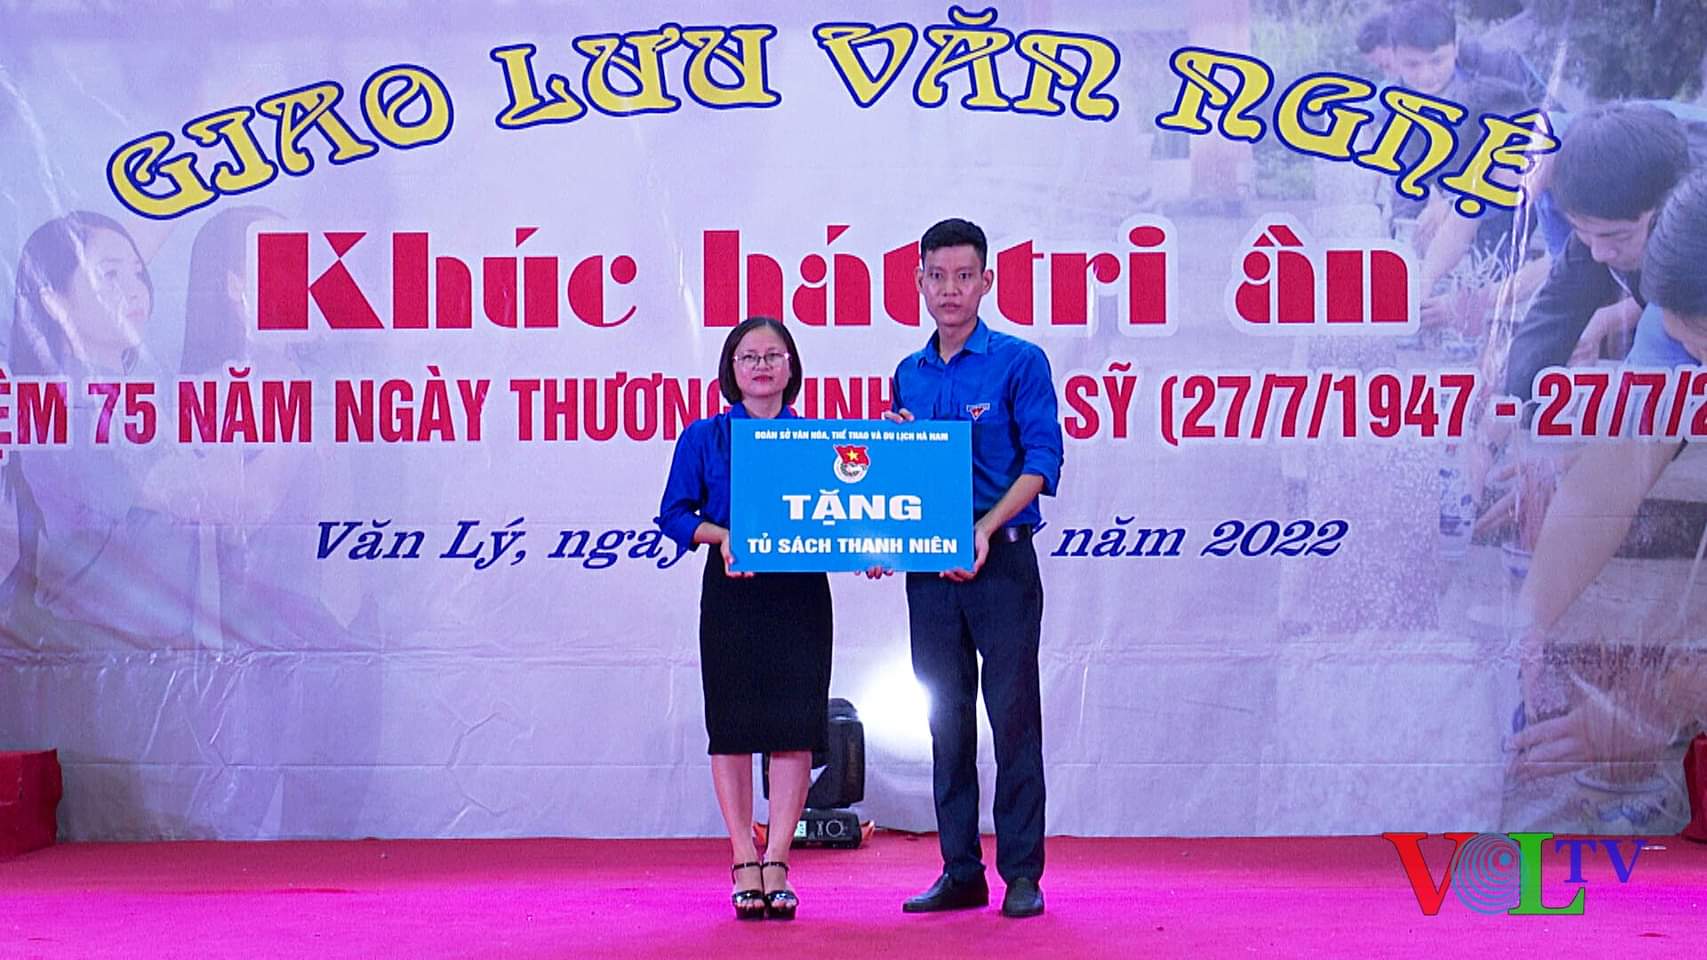 GIAO LƯU VĂN NGHỆ
Khúc hát tri ân
75 NĂM NGÀY THƯƠNG SỸ (27/7/1947 - 27/7/
Văn Lý, ngày năm 2022
ĐOÀN SỞ VĂN HÓA, THỂ THAO VÀ DU LỊCH HÀ NAM
TẶNG
TỦ SÁCH THANH NIÊN
VOLTV